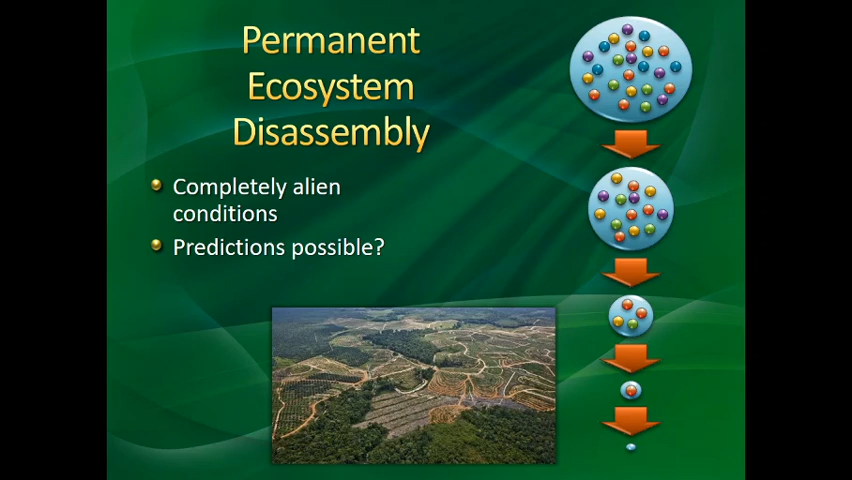 Permanent
Ecosystem
Disassembly
Completely alien
conditions
Predictions possible?